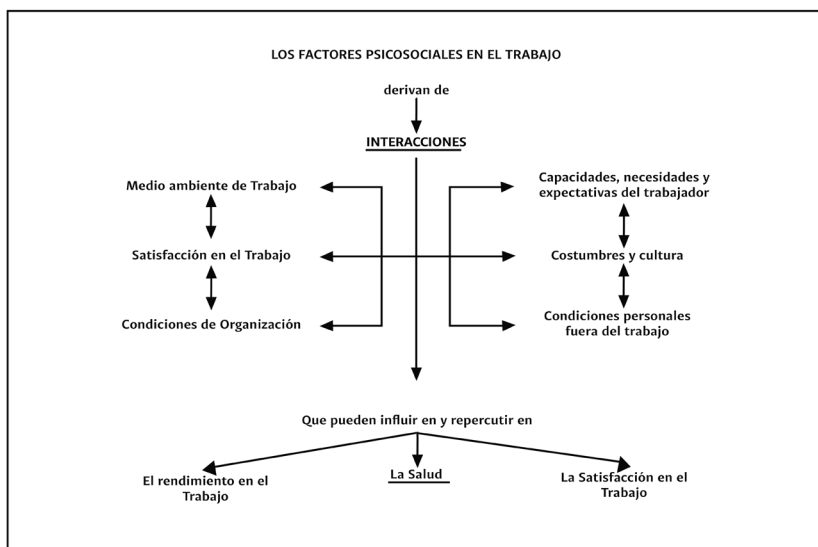 LOS FACTORES PSICOSOCIALES EN EL TRABAJO
derivan de
INTERACCIONES
Medio ambiente de Trabajo
Satisfacción en el Trabajo
Condiciones de Organización
Capacidades, necesidades y
expectativas del trabajador
Costumbres y cultura
Condiciones personales
fuera del trabajo
Que pueden influir en y repercutir en
El rendimiento en el
Trabajo
La Salud
La Satisfacción en el
Trabajo